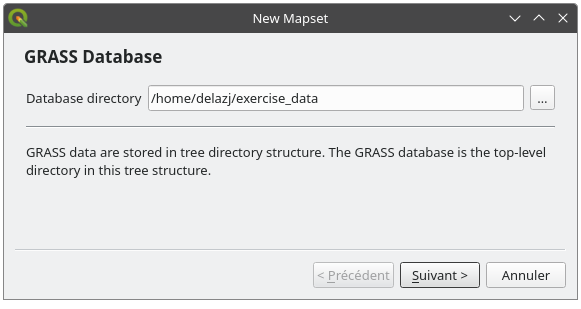 New Mapset
GRASS Database
Database directory /home/delazj/exercise_data ...
GRASS data are stored in tree directory structure. The GRASS database is the top-level
directory in this tree structure.
< Précédent Suivant > Annuler